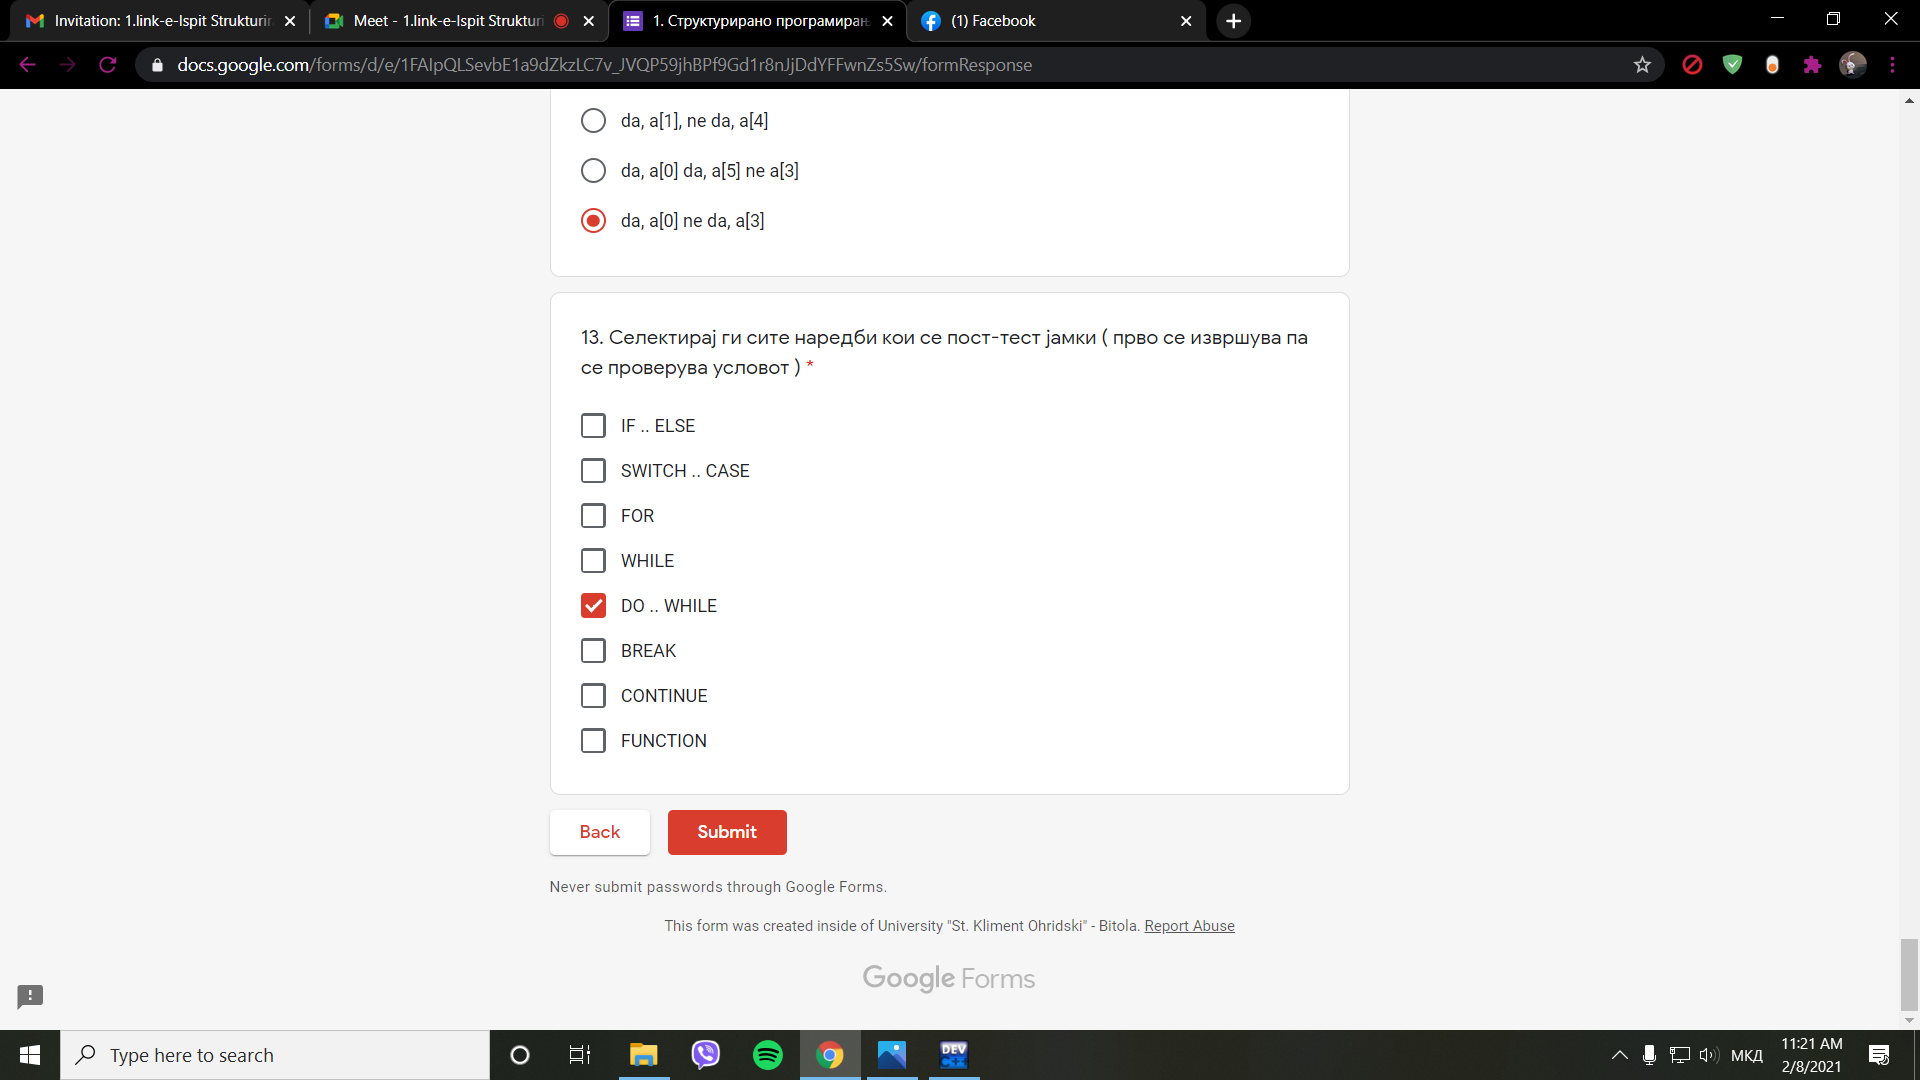 Invitation: 1.link-e-Ispit Strukturir
Meet - 1.link-e-Ispit Strukturi
1. Структурирано програмирањ
(1) Facebook
docs.google.com/forms/d/e/1FAIpQLSevbE1a9dZkzLC7v_JVQP59jhBPf9Gd1r8nJjDdYFFwnZs5Sw/formResponse
da, a[1], ne da, a[4]
da, a[0] da, a[5] ne a[3]
da, a[0] ne da, a[3]
13. Селектирај ги сите наредби кои се пост-тест јамки ( прво се извршува па
се проверува условот ) *
IF .. ELSE
SWITCH .. CASE
FOR
WHILE
DO .. WHILE
BREAK
CONTINUE
FUNCTION
Back
Submit
Never submit passwords through Google Forms.
This form was created inside of University "St. Kliment Ohridski" - Bitola. Report Abuse
Google Forms
Type here to search
DEV
C++
МКД
11:21 AM
2/8/2021